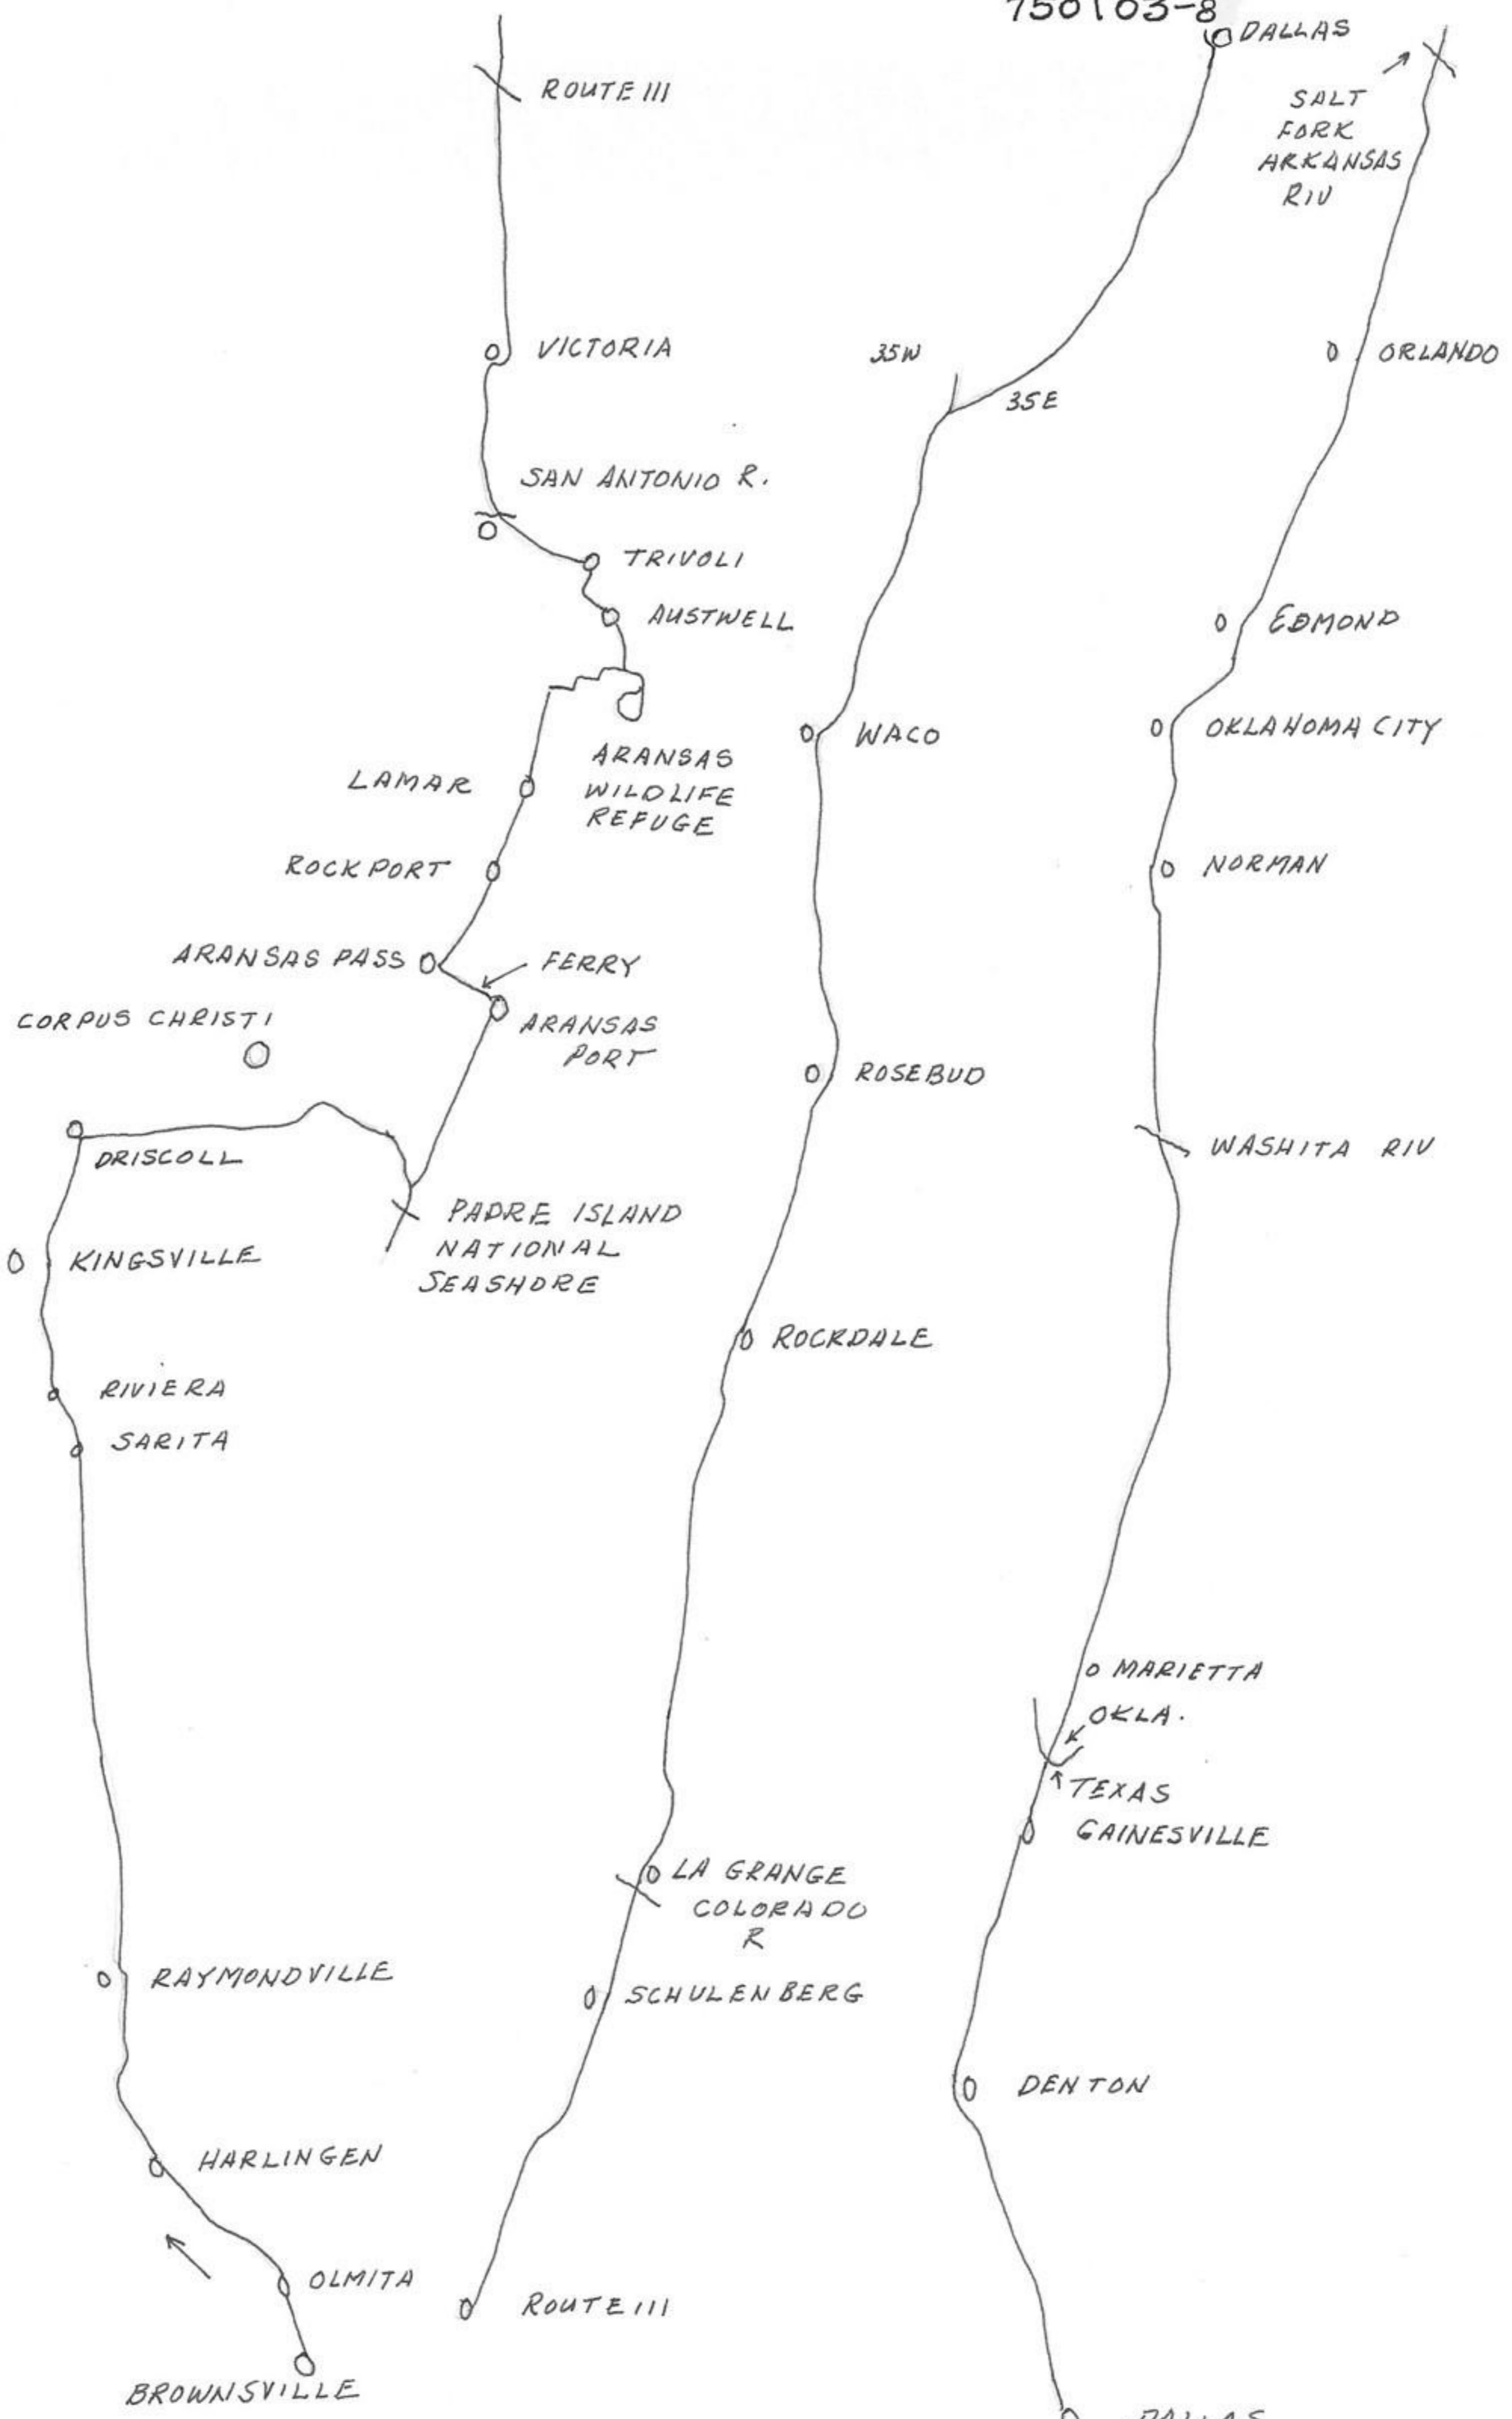 750103-8
DALLAS
ROUTE 111
SALT
FORK
ARKANSAS
RIV
VICTORIA
35W
35E
ORLANDO
SAN ANTONIO R.
TRIVOLI
AUSTWELL
EDMOND
WACO
OKLAHOMA CITY
ARANSAS
WILDLIFE
REFUGE
LAMAR
ROCKPORT
NORMAN
ARANSAS PASS
FERRY
CORPUS CHRISTI
ARANSAS
PORT
ROSEBUD
DRISCOLL
WASHITA RIV
PADRE ISLAND
NATIONAL
SEASHORE
KINGSVILLE
ROCKDALE
RIVIERA
SARITA
MARIETTA
OKLA.
TEXAS
GAINESVILLE
LA GRANGE
COLORADO
R
RAYMONDVILLE
SCHULENBERG
DENTON
HARLINGEN
OLMITA
ROUTE 111
BROWNSVILLE
DALLAS